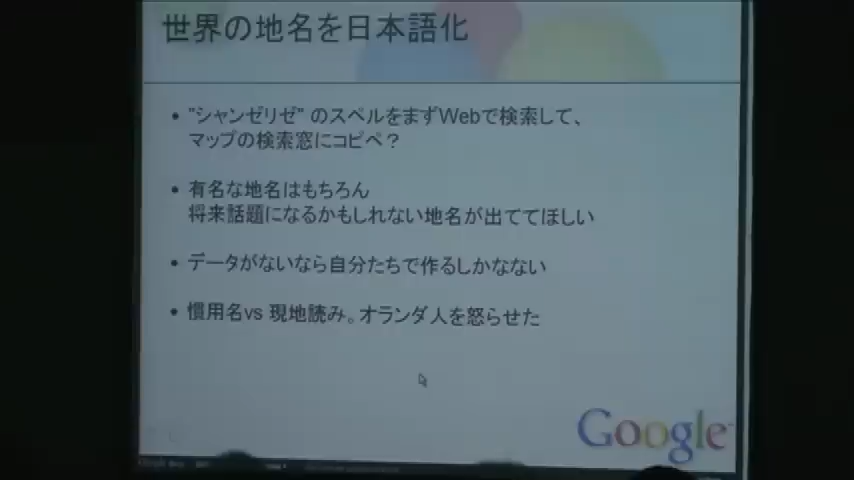 世界の地名を日本語化
• "シャンゼリゼ" のスペルをまずWebで検索して、
マップの検索窓にコピペ？
• 有名な地名はもちろん
将来話題になるかもしれない地名が出ててほしい
• データがないなら自分たちで作るしかなない
• 慣用名vs 現地読み。オランダ人を怒らせた
Google